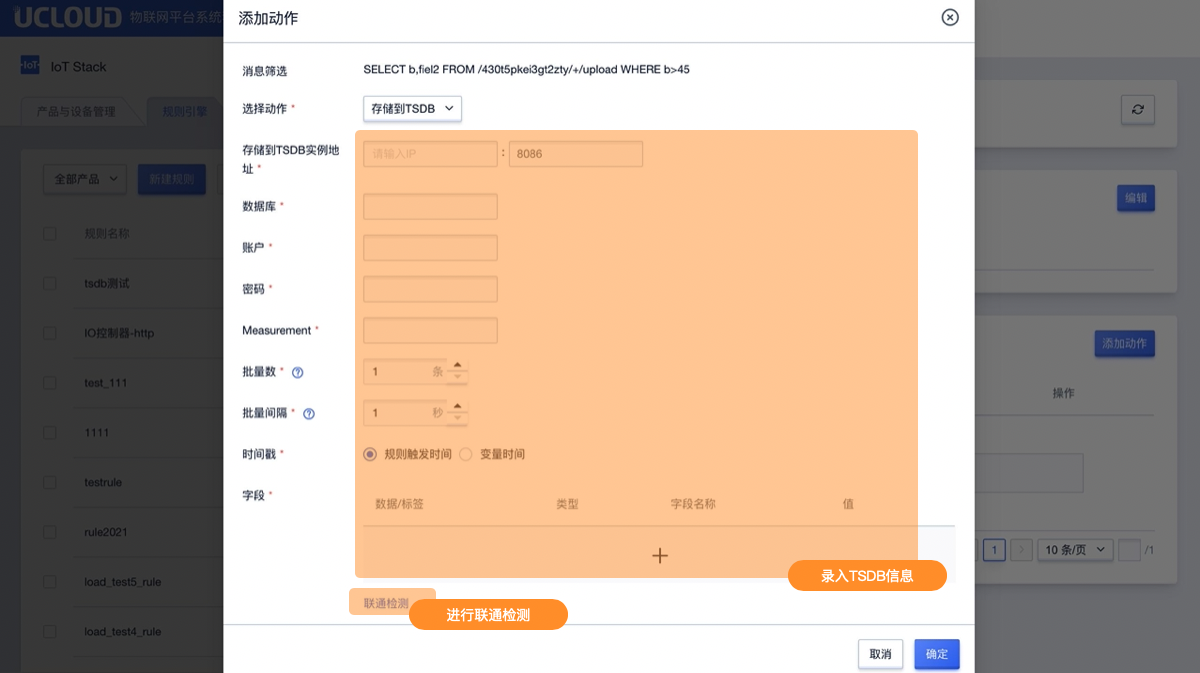 UCLOUD 物联网平台系统
添加动作
IoT IoT Stack
消息筛选 SELECT b,fiel2 FROM /430t5pkei3gt2zty/+/upload WHERE b>45
产品与设备管理 规则引擎
选择动作 * 存储到TSDB
存储到TSDB实例地
址 *
请输入IP : 8086
全部产品 新建规则
编辑
数据库 *
规则名称
账户 *
tsdb测试
密码 *
IO控制器-http
Measurement *
添加动作
批量数 * ? 1 条
test_111
操作
批量间隔 * ? 1 秒
1111
时间戳 * 规则触发时间 变量时间
testrule
字段 *
数据/标签 类型 字段名称 值
rule2021
+
1 10 条/页 /1
load_test5_rule
录入TSDB信息
联通检测
进行联通检测
load_test4_rule
取消 确定